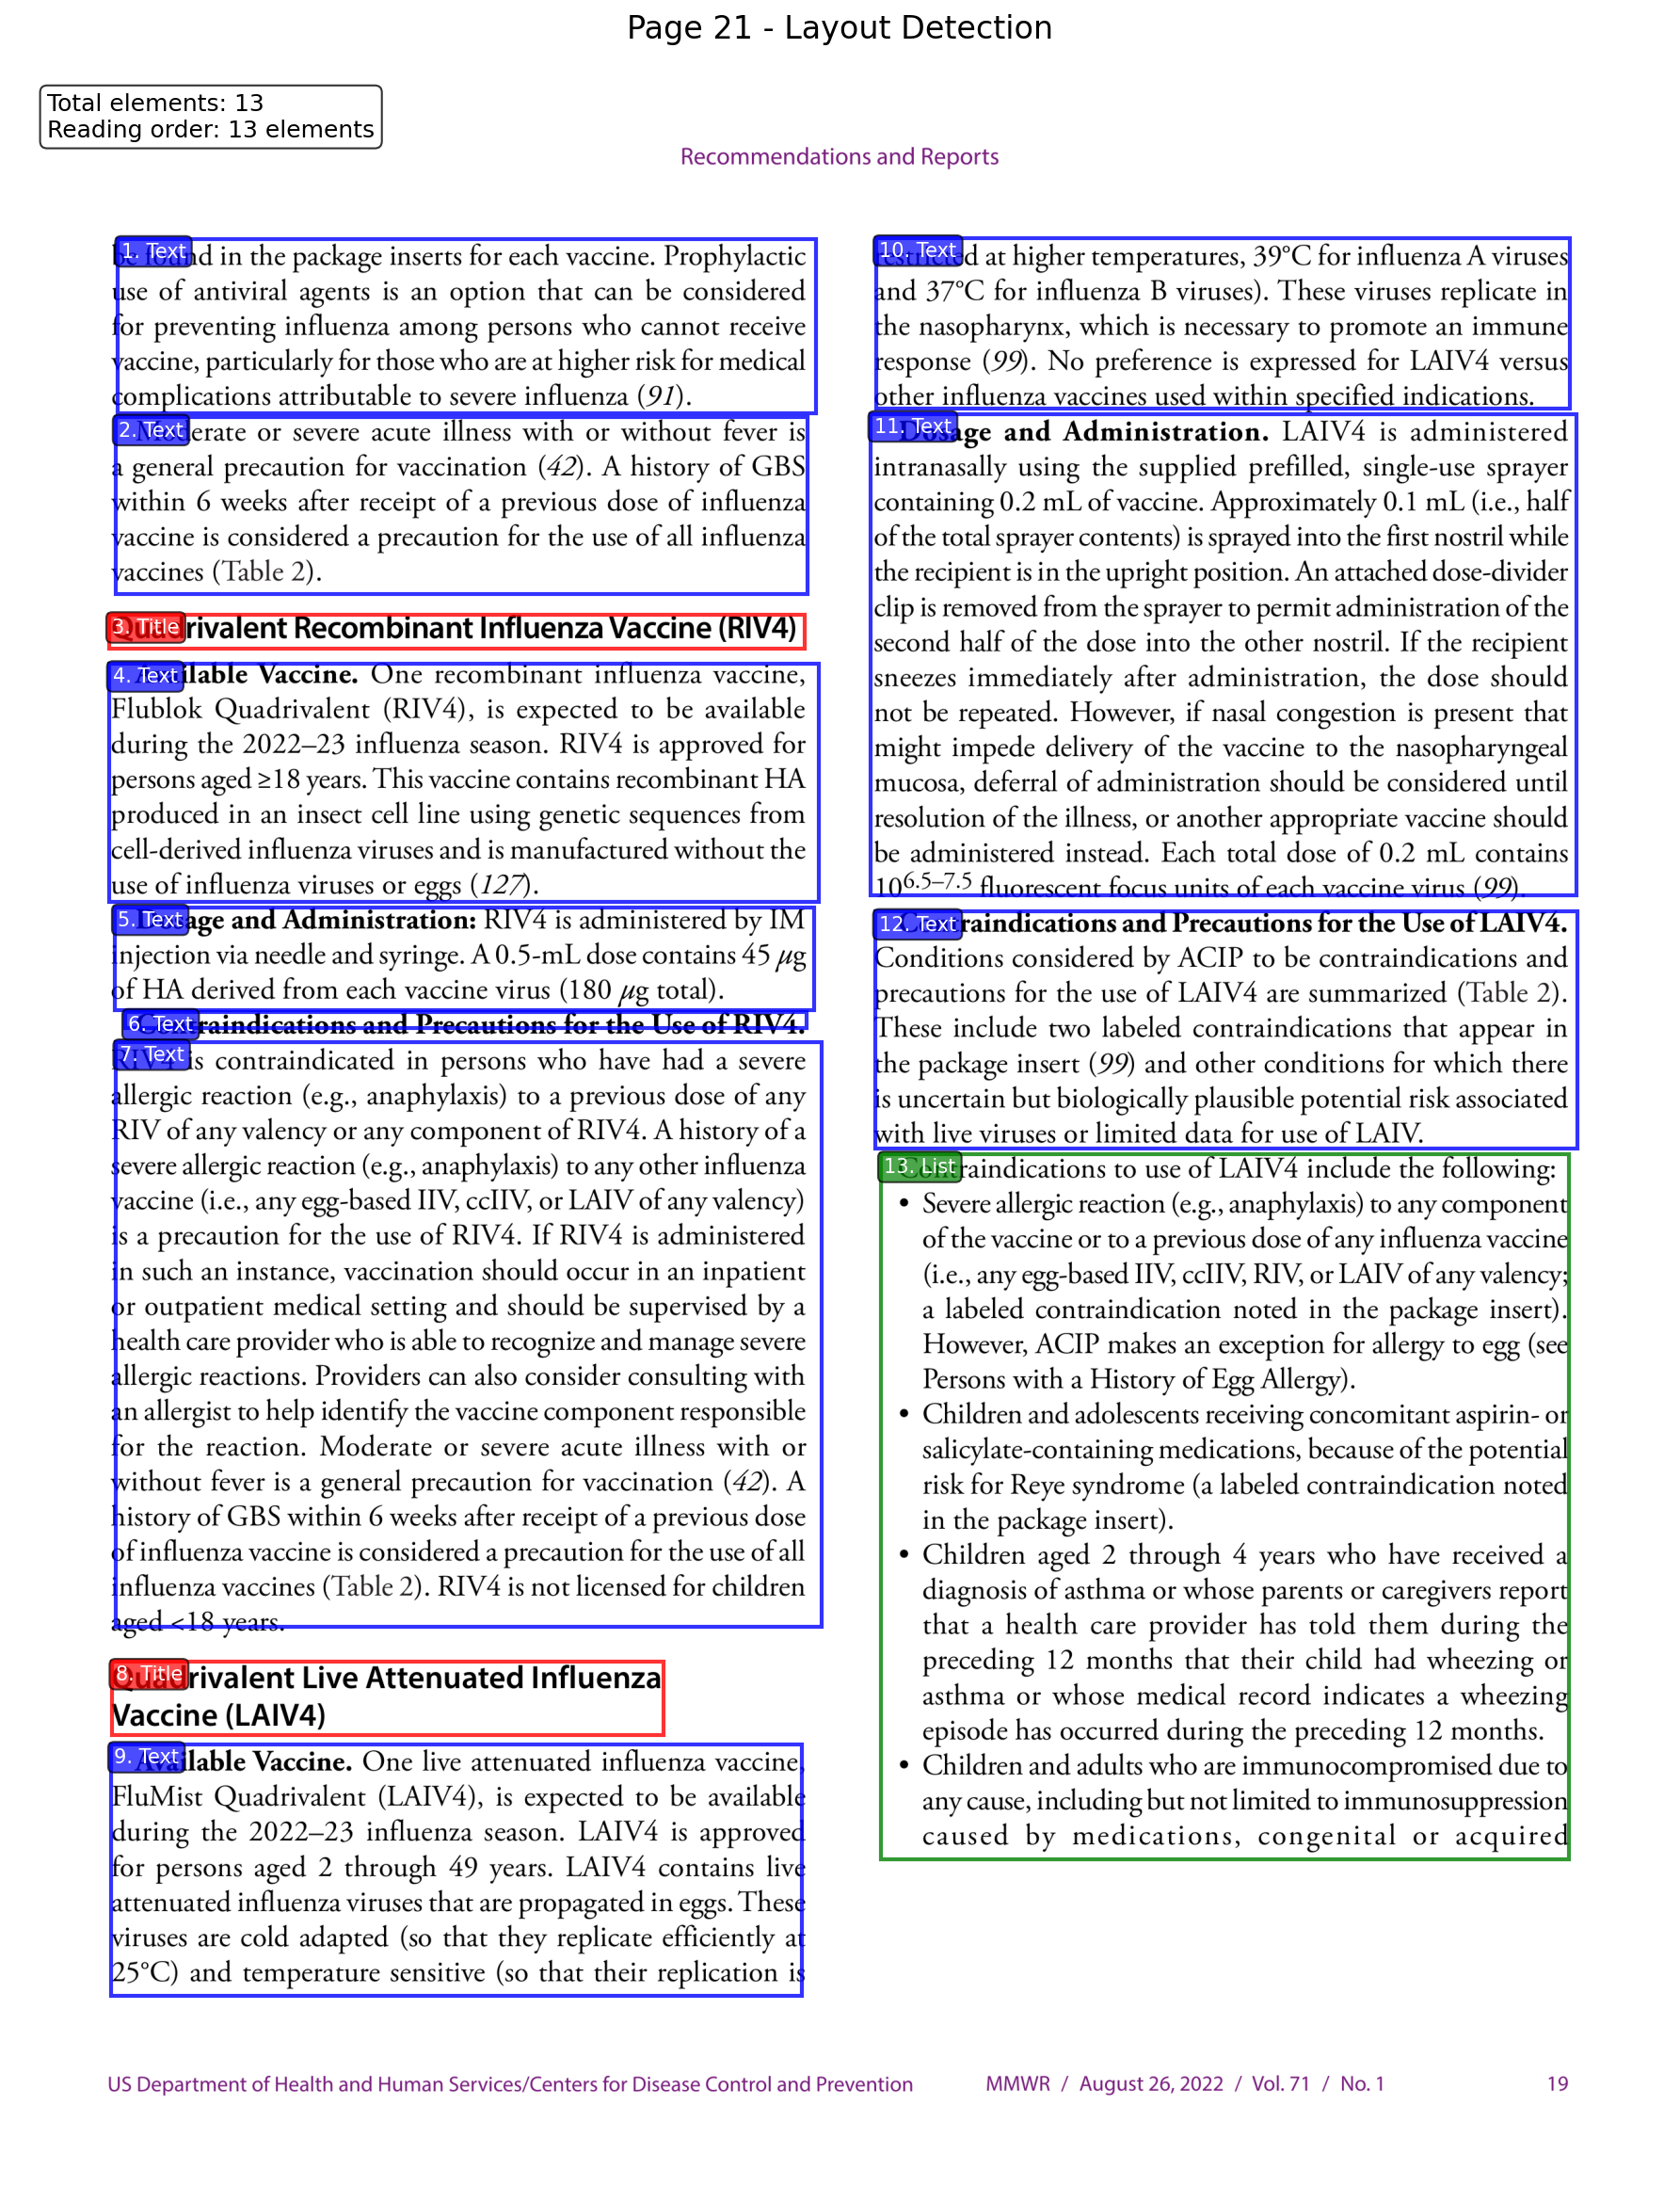 Page 21 - Layout Detection
Total elements: 13
Reading order: 13 elements
Recommendations and Reports
1. Text
nd in the package inserts for each vaccine. Prophylactic
use of antiviral agents is an option that can be considered
for preventing influenza among persons who cannot receive
vaccine, particularly for those who are at higher risk for medical
complications attributable to severe influenza (91).
2. Text
Moderate or severe acute illness with or without fever is
a general precaution for vaccination (42). A history of GBS
within 6 weeks after receipt of a previous dose of influenza
vaccine is considered a precaution for the use of all influenza
vaccines (Table 2).
3. Title
Quadrivalent Recombinant Influenza Vaccine (RIV4)
4. Text
Available Vaccine. One recombinant influenza vaccine,
Flublok Quadrivalent (RIV4), is expected to be available
during the 2022–23 influenza season. RIV4 is approved for
persons aged ≥18 years. This vaccine contains recombinant HA
produced in an insect cell line using genetic sequences from
cell-derived influenza viruses and is manufactured without the
use of influenza viruses or eggs (127).
5. Text
Dosage and Administration: RIV4 is administered by IM
injection via needle and syringe. A 0.5-mL dose contains 45 µg
of HA derived from each vaccine virus (180 µg total).
6. Text
Contraindications and Precautions for the Use of RIV4.
7. Text
RIV4 is contraindicated in persons who have had a severe
allergic reaction (e.g., anaphylaxis) to a previous dose of any
RIV of any valency or any component of RIV4. A history of a
severe allergic reaction (e.g., anaphylaxis) to any other influenza
vaccine (i.e., any egg-based IIV, ccIIV, or LAIV of any valency)
is a precaution for the use of RIV4. If RIV4 is administered
in such an instance, vaccination should occur in an inpatient
or outpatient medical setting and should be supervised by a
health care provider who is able to recognize and manage severe
allergic reactions. Providers can also consider consulting with
an allergist to help identify the vaccine component responsible
for the reaction. Moderate or severe acute illness with or
without fever is a general precaution for vaccination (42). A
history of GBS within 6 weeks after receipt of a previous dose
of influenza vaccine is considered a precaution for the use of all
influenza vaccines (Table 2). RIV4 is not licensed for children
aged <18 years.
8. Title
Quadrivalent Live Attenuated Influenza
Vaccine (LAIV4)
9. Text
Available Vaccine. One live attenuated influenza vaccine,
FluMist Quadrivalent (LAIV4), is expected to be available
during the 2022–23 influenza season. LAIV4 is approved
for persons aged 2 through 49 years. LAIV4 contains live
attenuated influenza viruses that are propagated in eggs. These
viruses are cold adapted (so that they replicate efficiently at
25°C) and temperature sensitive (so that their replication is
10. Text
restricted at higher temperatures, 39°C for influenza A viruses
and 37°C for influenza B viruses). These viruses replicate in
the nasopharynx, which is necessary to promote an immune
response (99). No preference is expressed for LAIV4 versus
other influenza vaccines used within specified indications.
11. Text
Dosage and Administration. LAIV4 is administered
intranasally using the supplied prefilled, single-use sprayer
containing 0.2 mL of vaccine. Approximately 0.1 mL (i.e., half
of the total sprayer contents) is sprayed into the first nostril while
the recipient is in the upright position. An attached dose-divider
clip is removed from the sprayer to permit administration of the
second half of the dose into the other nostril. If the recipient
sneezes immediately after administration, the dose should
not be repeated. However, if nasal congestion is present that
might impede delivery of the vaccine to the nasopharyngeal
mucosa, deferral of administration should be considered until
resolution of the illness, or another appropriate vaccine should
be administered instead. Each total dose of 0.2 mL contains
10^6.5–7.5 fluorescent focus units of each vaccine virus (99).
12. Text
Contraindications and Precautions for the Use of LAIV4.
Conditions considered by ACIP to be contraindications and
precautions for the use of LAIV4 are summarized (Table 2).
These include two labeled contraindications that appear in
the package insert (99) and other conditions for which there
is uncertain but biologically plausible potential risk associated
with live viruses or limited data for use of LAIV.
13. List
Contraindications to use of LAIV4 include the following:
• Severe allergic reaction (e.g., anaphylaxis) to any component
of the vaccine or to a previous dose of any influenza vaccine
(i.e., any egg-based IIV, ccIIV, RIV, or LAIV of any valency;
a labeled contraindication noted in the package insert).
However, ACIP makes an exception for allergy to egg (see
Persons with a History of Egg Allergy).
• Children and adolescents receiving concomitant aspirin- or
salicylate-containing medications, because of the potential
risk for Reye syndrome (a labeled contraindication noted
in the package insert).
• Children aged 2 through 4 years who have received a
diagnosis of asthma or whose parents or caregivers report
that a health care provider has told them during the
preceding 12 months that their child had wheezing or
asthma or whose medical record indicates a wheezing
episode has occurred during the preceding 12 months.
• Children and adults who are immunocompromised due to
any cause, including but not limited to immunosuppression
caused by medications, congenital or acquired
US Department of Health and Human Services/Centers for Disease Control and Prevention
MMWR / August 26, 2022 / Vol. 71 / No. 1
19